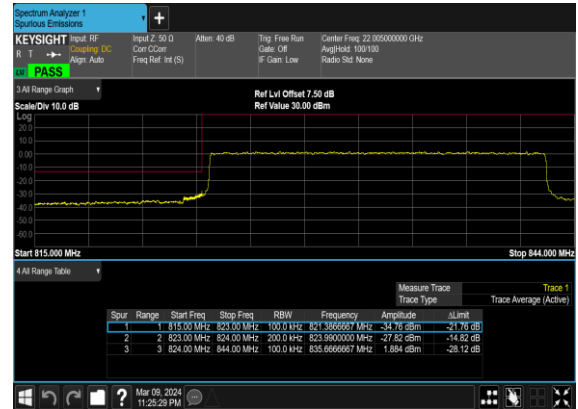 Spectrum Analyzer 1
Spurious Emissions
+
KEYSIGHT Input: RF Input Z: 50 Ω Atten: 40 dB Trig: Free Run Center Freq: 22.005000000 GHz
R T Coupling: DC Corr CCorr Gate: Off Avg|Hold: 100/100
Align: Auto Freq Ref: Int (S) IF Gain: Low Radio Std: None
LXI PASS
3 All Range Graph Ref Lvl Offset 7.50 dB
Scale/Div 10.0 dB Ref Value 30.00 dBm
Log
20.0
10.0
0.00
-10.0
-20.0
-30.0
-40.0
-50.0
-60.0
Start 815.000 MHz Stop 844.000 MHz
4 All Range Table
Measure Trace Trace 1
Trace Type Trace Average (Active)
Spur Range Start Freq Stop Freq RBW Frequency Amplitude ΔLimit
1 1 815.00 MHz 823.00 MHz 100.0 kHz 821.3866667 MHz -34.76 dBm -21.76 dB
2 2 823.00 MHz 824.00 MHz 200.0 kHz 823.9900000 MHz -27.82 dBm -14.82 dB
3 3 824.00 MHz 844.00 MHz 100.0 kHz 835.6666667 MHz 1.884 dBm -28.12 dB
? Mar 09, 2024
11:25:29 PM